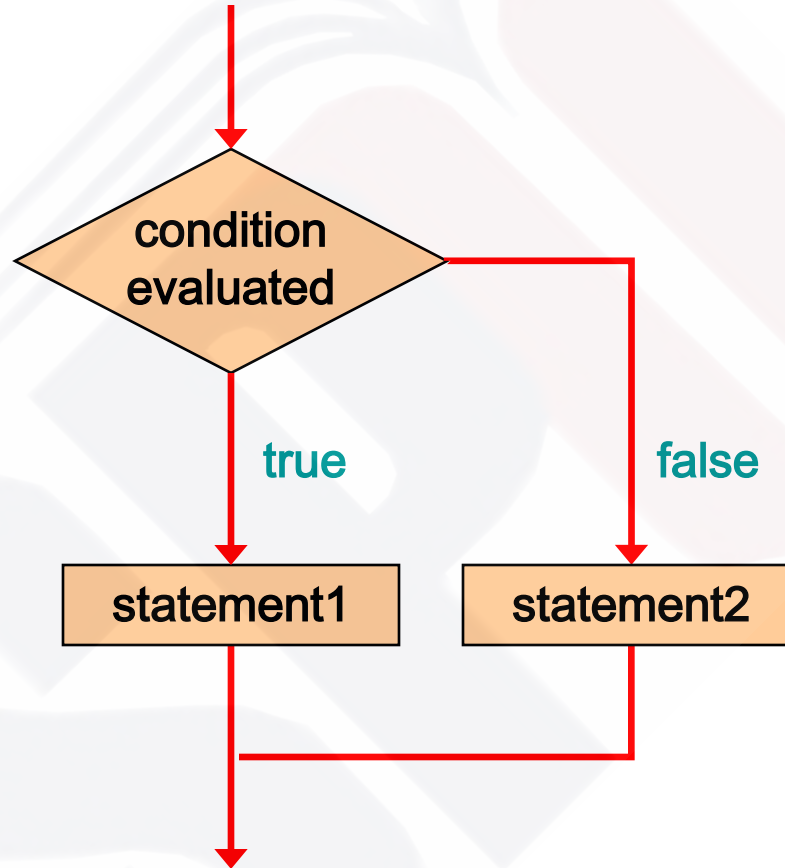 condition
evaluated
true
false
statement1
statement2